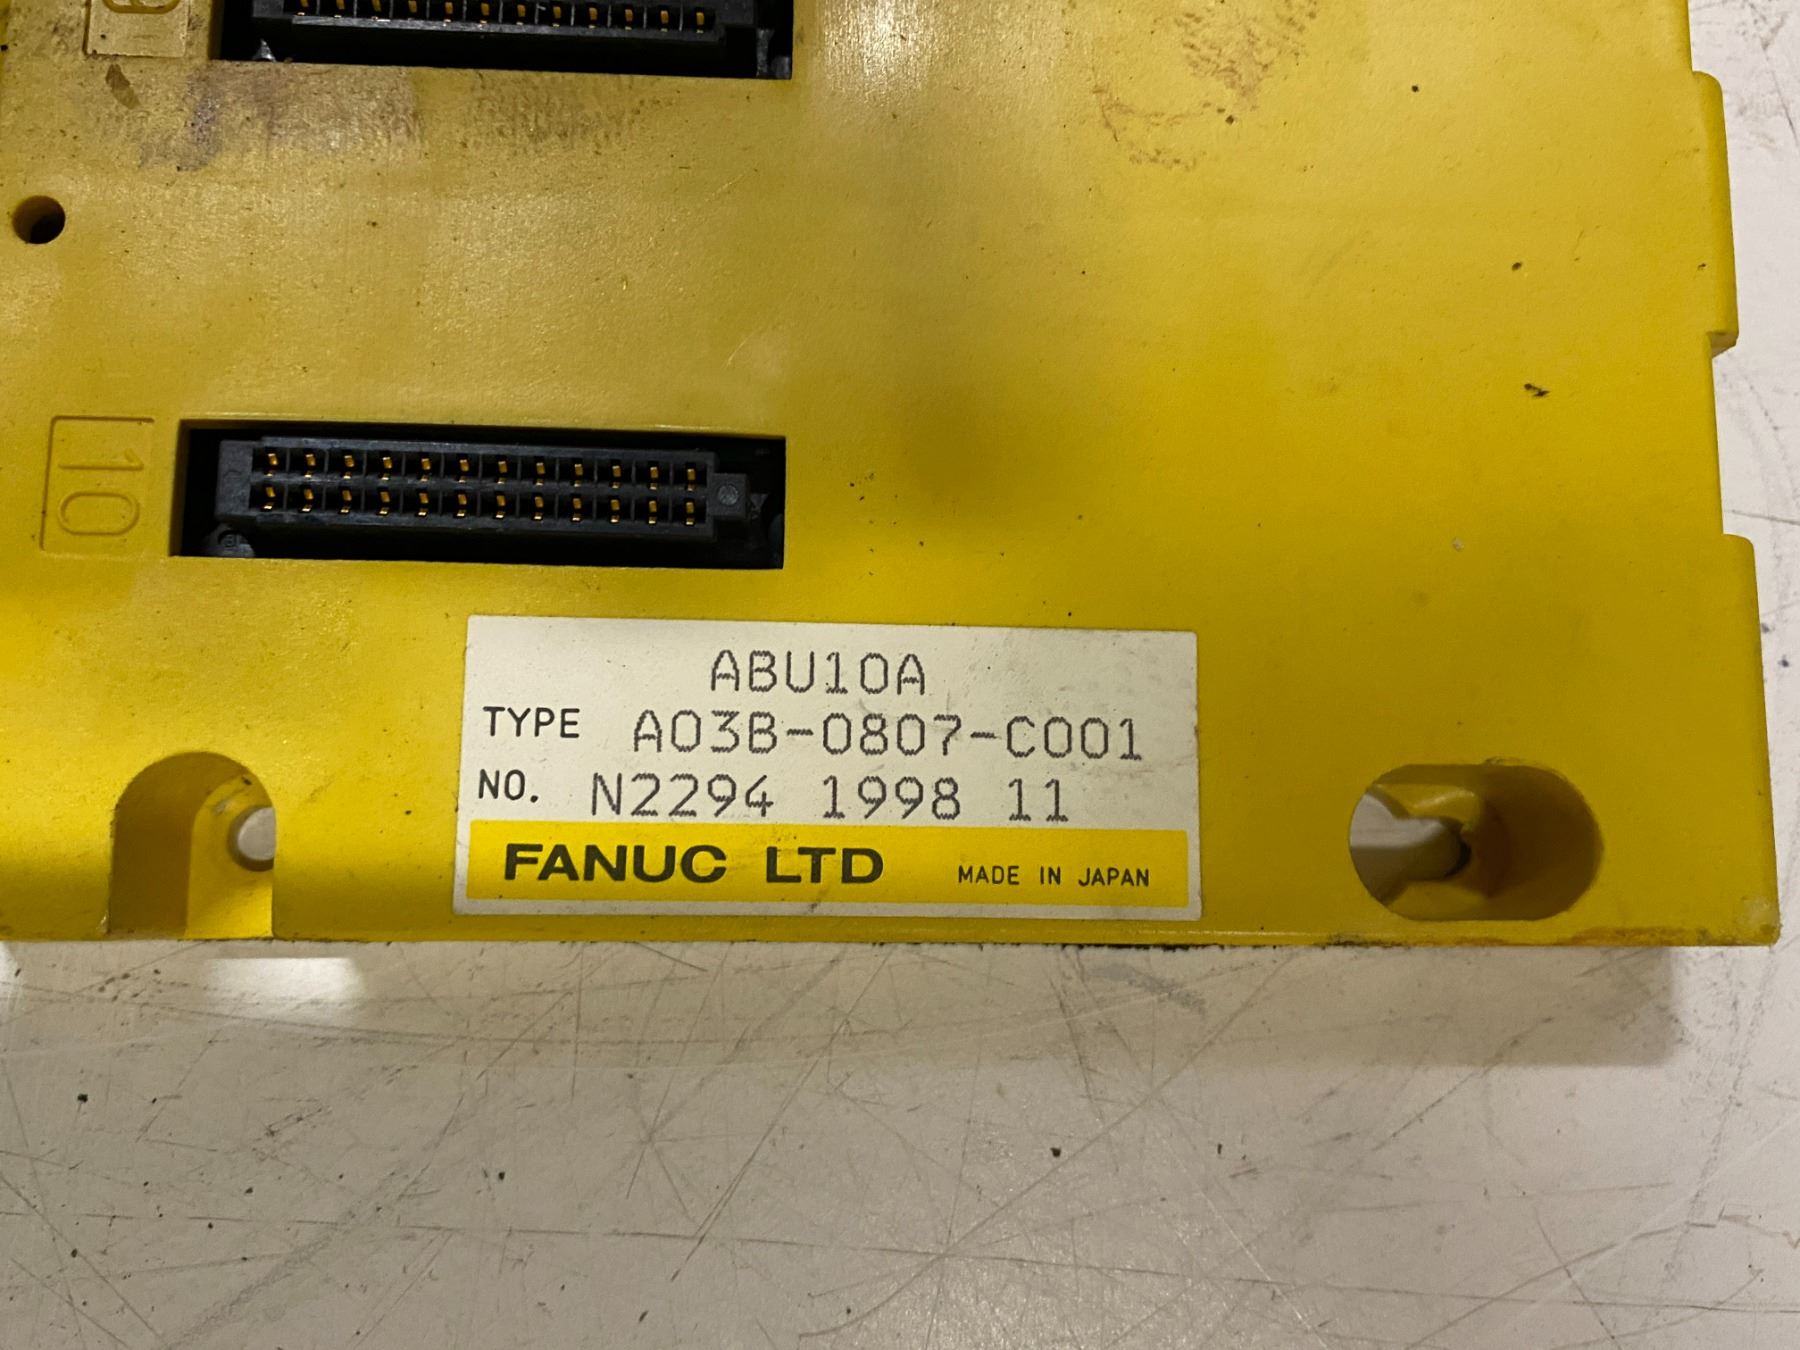 10
ABU10A
TYPE A03B-0807-C001
NO. N2294 1998 11
FANUC LTD MADE IN JAPAN